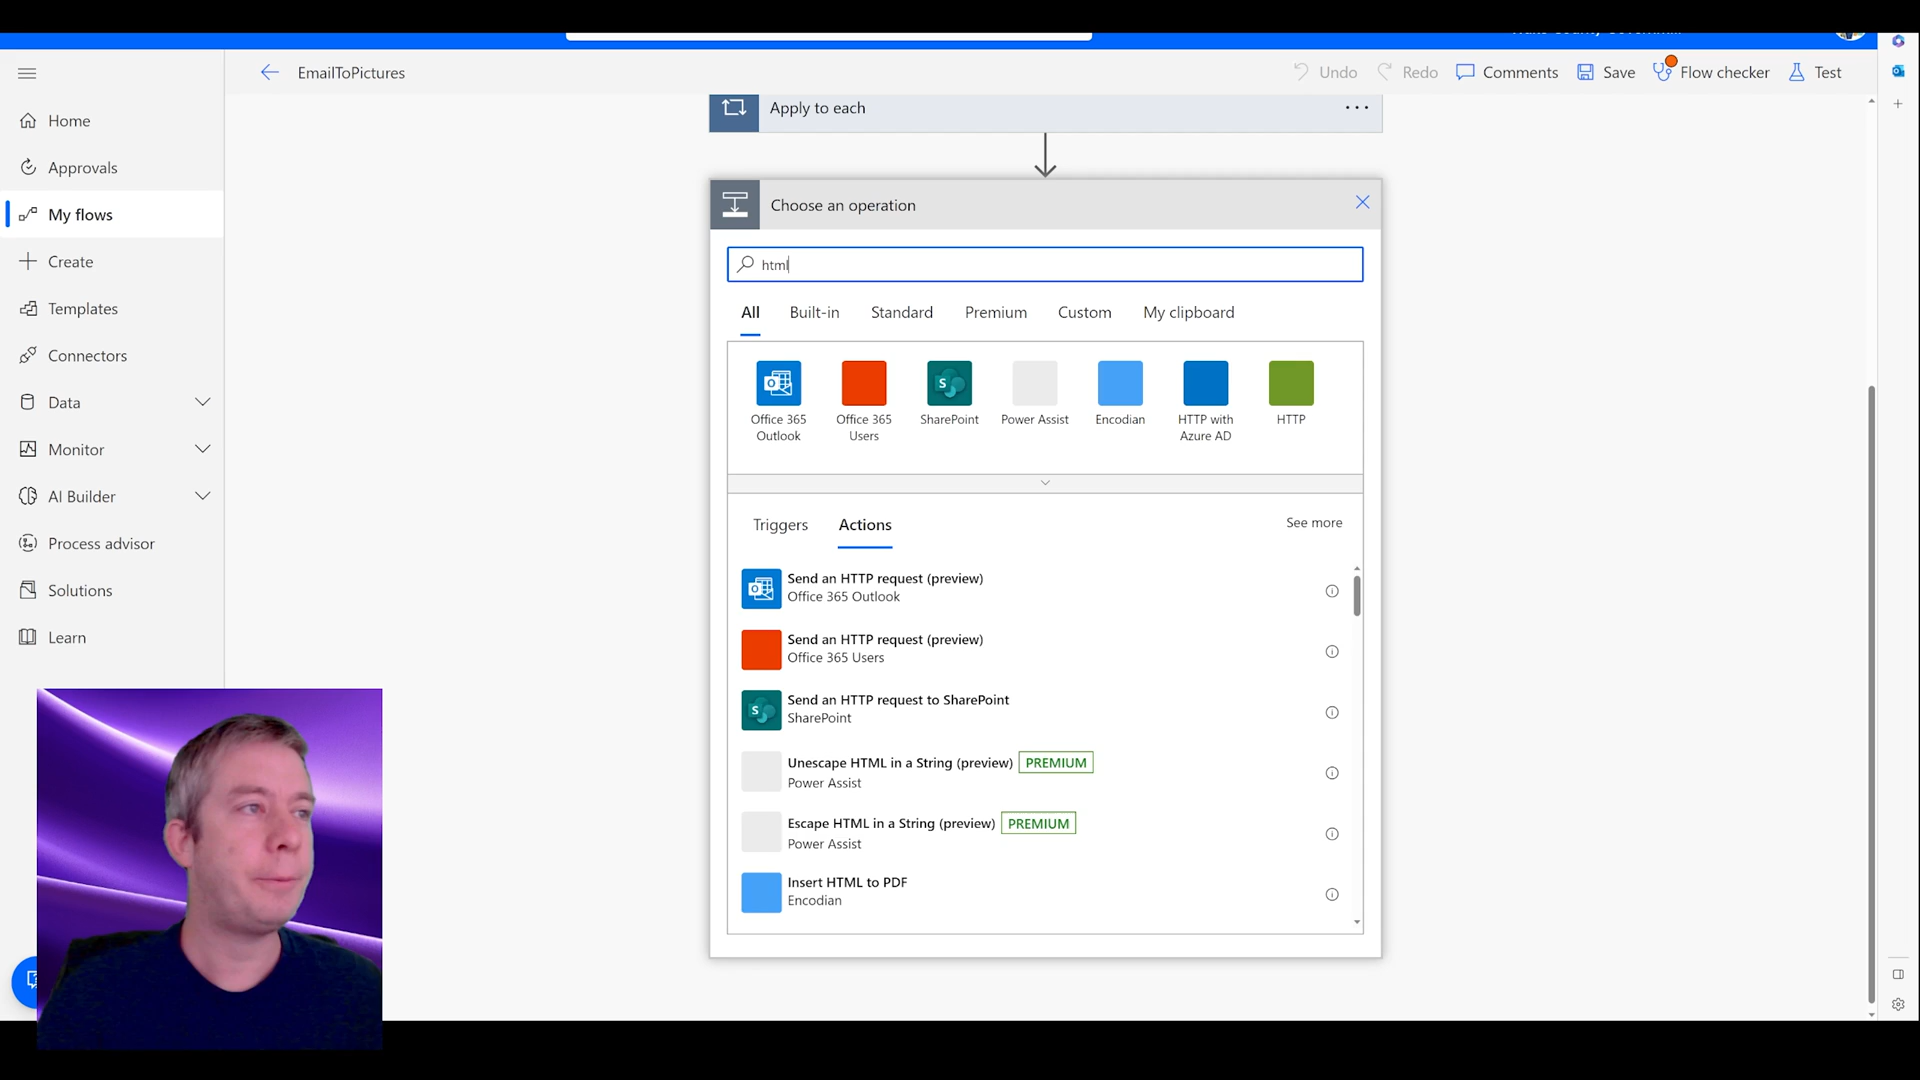 EmailToPictures
Undo
Redo
Comments
Save
Flow checker
Test
Home
Approvals
My flows
Create
Templates
Connectors
Data
Monitor
AI Builder
Process advisor
Solutions
Learn
Apply to each
Choose an operation
html
All
Built-in
Standard
Premium
Custom
My clipboard
Office 365
Outlook
Office 365
Users
SharePoint
Power Assist
Encodian
HTTP with
Azure AD
HTTP
Triggers
Actions
See more
Send an HTTP request (preview)
Office 365 Outlook
Send an HTTP request (preview)
Office 365 Users
Send an HTTP request to SharePoint
SharePoint
Unescape HTML in a String (preview) PREMIUM
Power Assist
Escape HTML in a String (preview) PREMIUM
Power Assist
Insert HTML to PDF
Encodian